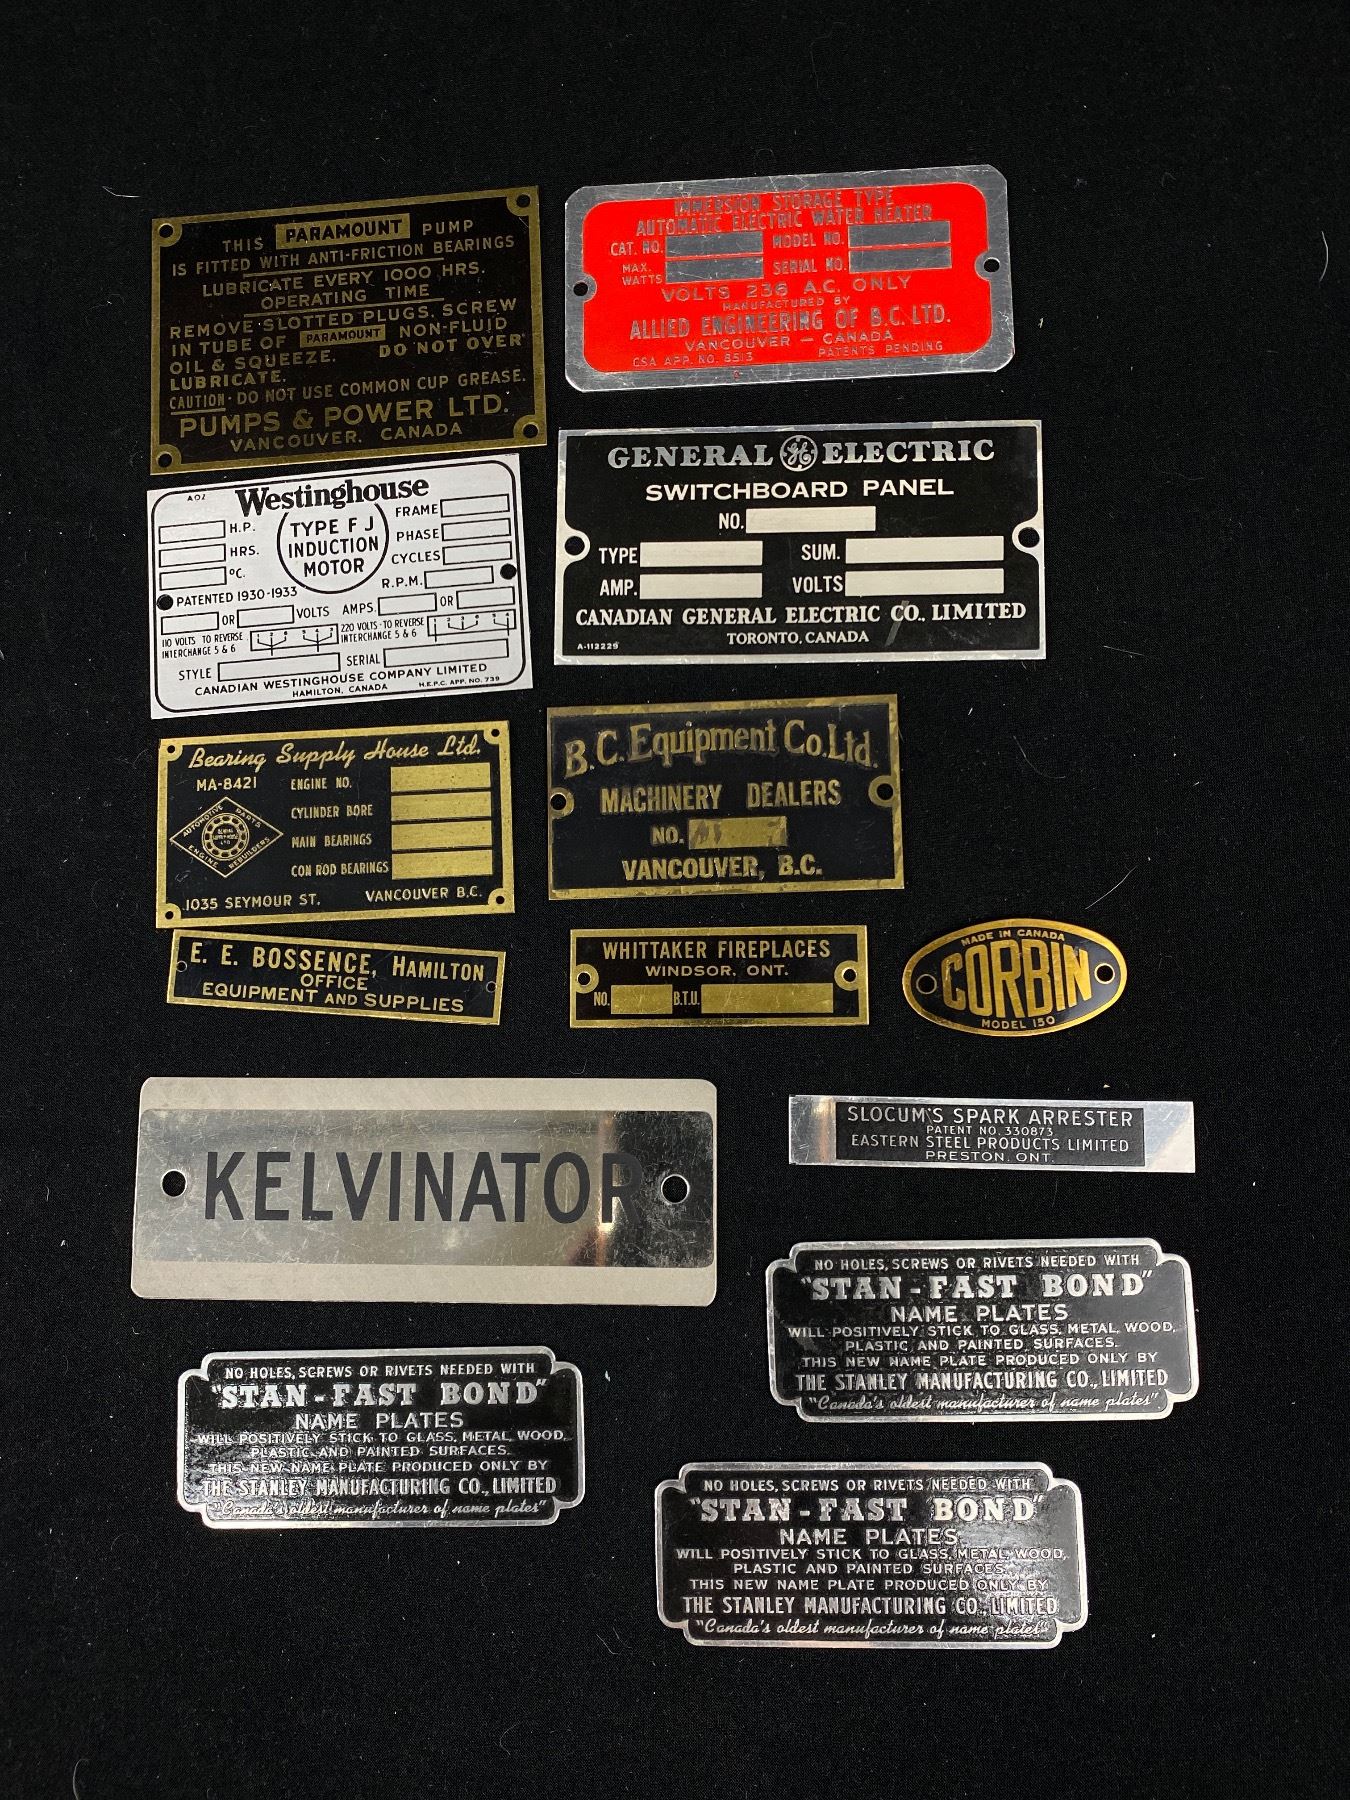 THIS PARAMOUNT PUMP
IS FITTED WITH ANTI-FRICTION BEARINGS
LUBRICATE EVERY 1000 HRS.
OPERATING TIME
REMOVE SLOTTED PLUGS. SCREW
IN TUBE OF PARAMOUNT NON-FLUID
OIL & SQUEEZE. DO NOT OVER
LUBRICATE.
CAUTION - DO NOT USE COMMON CUP GREASE.
PUMPS & POWER LTD.
VANCOUVER, CANADA
IMMERSION STORAGE TYPE
AUTOMATIC ELECTRIC WATER HEATER
CAT. NO. MODEL NO.
MAX. WATTS SERIAL NO.
VOLTS 236 A.C. ONLY
MANUFACTURED BY
ALLIED ENGINEERING OF B.C. LTD.
VANCOUVER - CANADA
CSA APP. NO. 8513 PATENTS PENDING
AOZ Westinghouse
H.P. TYPE F J FRAME
HRS. INDUCTION PHASE
°C. MOTOR CYCLES
R.P.M.
PATENTED 1930-1933
OR VOLTS AMPS. OR
110 VOLTS TO REVERSE 220 VOLTS - TO REVERSE
INTERCHANGE 5 & 6 INTERCHANGE 5 & 6
STYLE SERIAL
CANADIAN WESTINGHOUSE COMPANY LIMITED
HAMILTON, CANADA H.E.P.C. APP. NO. 739
GENERAL GE ELECTRIC
SWITCHBOARD PANEL
NO.
TYPE SUM.
AMP. VOLTS
CANADIAN GENERAL ELECTRIC CO., LIMITED
TORONTO, CANADA
A-112229
Bearing Supply House Ltd.
MA-8421 ENGINE NO.
CYLINDER BORE
MAIN BEARINGS
CON ROD BEARINGS
AUTOMOTIVE PARTS
BEARING SUPPLY HOUSE LTD
ENGINE REBUILDERS
1035 SEYMOUR ST. VANCOUVER B.C.
B.C. Equipment Co. Ltd.
MACHINERY DEALERS
NO.
VANCOUVER, B.C.
E. E. BOSSENCE, HAMILTON
OFFICE
EQUIPMENT AND SUPPLIES
WHITTAKER FIREPLACES
WINDSOR, ONT.
NO. B.T.U.
MADE IN CANADA
CORBIN
MODEL 150
KELVINATOR
SLOCUM'S SPARK ARRESTER
PATENT NO. 330873
EASTERN STEEL PRODUCTS LIMITED
PRESTON, ONT.
NO HOLES, SCREWS OR RIVETS NEEDED WITH
"STAN-FAST BOND"
NAME PLATES
WILL POSITIVELY STICK TO GLASS, METAL, WOOD,
PLASTIC AND PAINTED SURFACES.
THIS NEW NAME PLATE PRODUCED ONLY BY
THE STANLEY MANUFACTURING CO., LIMITED
"Canada's oldest manufacturer of name plates"
NO HOLES, SCREWS OR RIVETS NEEDED WITH
"STAN-FAST BOND"
NAME PLATES
WILL POSITIVELY STICK TO GLASS, METAL, WOOD,
PLASTIC AND PAINTED SURFACES.
THIS NEW NAME PLATE PRODUCED ONLY BY
THE STANLEY MANUFACTURING CO., LIMITED
"Canada's oldest manufacturer of name plates"
NO HOLES, SCREWS OR RIVETS NEEDED WITH
"STAN-FAST BOND"
NAME PLATES
WILL POSITIVELY STICK TO GLASS, METAL, WOOD,
PLASTIC AND PAINTED SURFACES.
THIS NEW NAME PLATE PRODUCED ONLY BY
THE STANLEY MANUFACTURING CO., LIMITED
"Canada's oldest manufacturer of name plates"